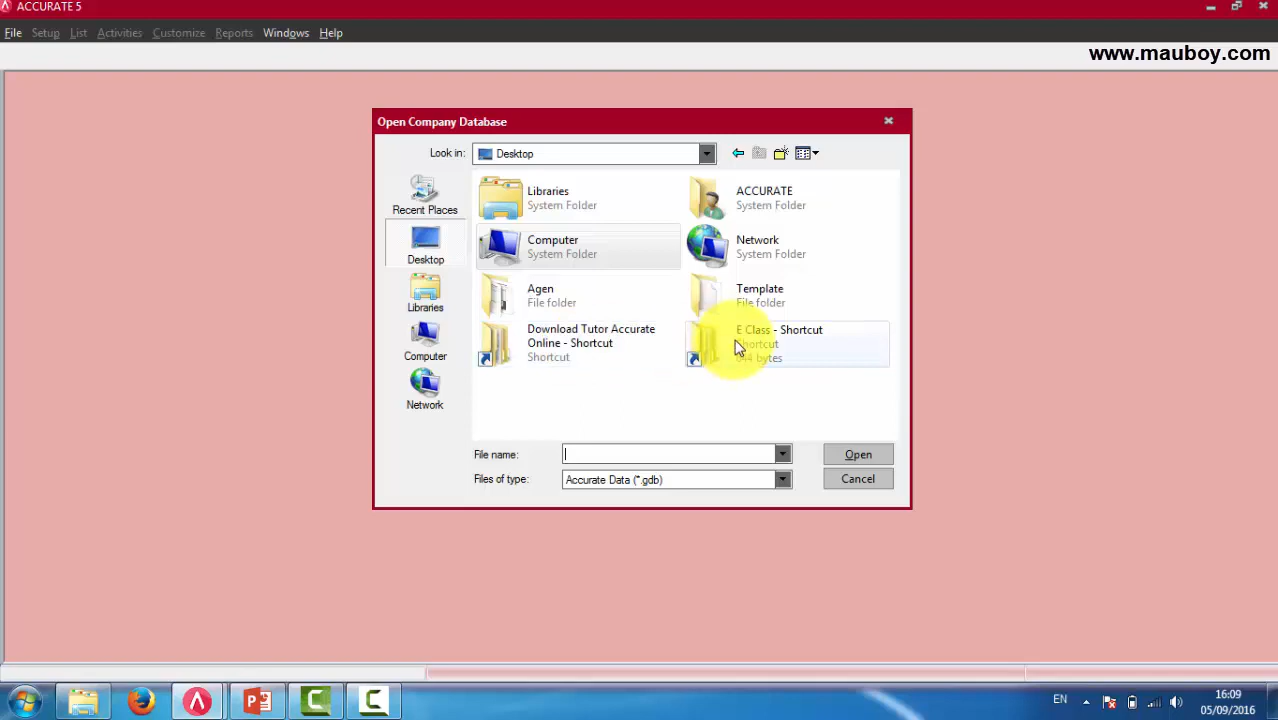 ACCURATE 5
File Setup List Activities Customize Reports Windows Help
www.mauboy.com
Open Company Database
Look in: Desktop
Recent Places
Desktop
Libraries
Computer
Network
Libraries
System Folder
ACCURATE
System Folder
Computer
System Folder
Network
System Folder
Agen
File folder
Template
File folder
Download Tutor Accurate
Online - Shortcut
Shortcut
E Class - Shortcut
Shortcut
bytes
File name:
Open
Files of type: Accurate Data (*.gdb)
Cancel
EN
16:09
05/09/2016